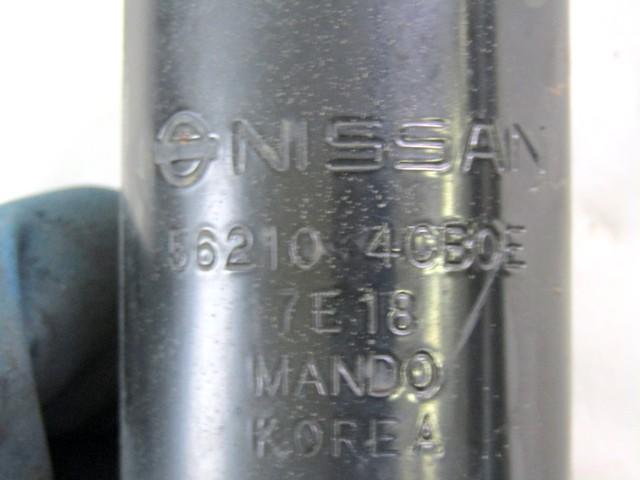 NISSAN
56210 4CB0E
7E18
MANDO
KOREA